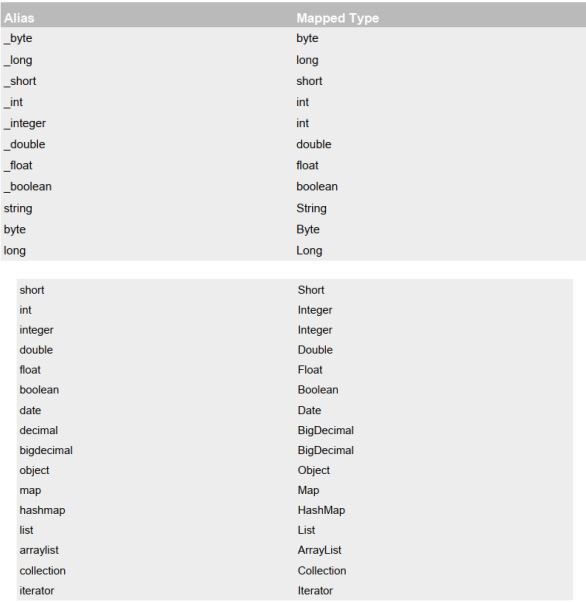 Alias Mapped Type
_byte byte
_long long
_short short
_int int
_integer int
_double double
_float float
_boolean boolean
string String
byte Byte
long Long
short Short
int Integer
integer Integer
double Double
float Float
boolean Boolean
date Date
decimal BigDecimal
bigdecimal BigDecimal
object Object
map Map
hashmap HashMap
list List
arraylist ArrayList
collection Collection
iterator Iterator